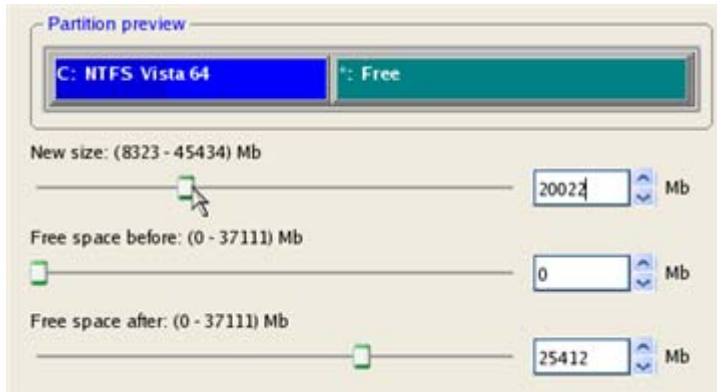 Partition preview
C: NTFS Vista 64
*: Free
New size: (8323 - 45434) Mb
20022 Mb
Free space before: (0 - 37111) Mb
0 Mb
Free space after: (0 - 37111) Mb
25412 Mb